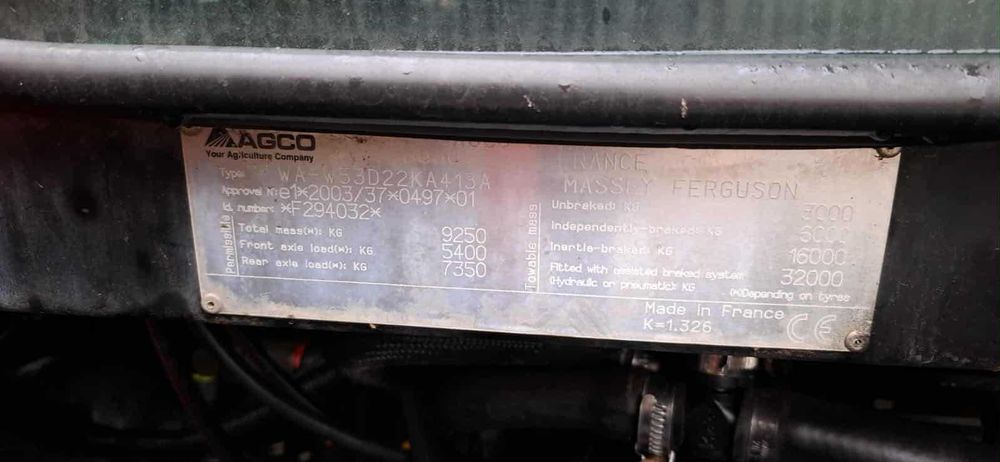 AGCO
Your Agriculture Company
FRANCE
MASSEY FERGUSON
Type: WA-W53D22KA413A
Approval N: e1*2003/37*0497*01
Id. number: *F294032*
Permissible
Total mass(*): KG 9250
Front axle load(*): KG 5400
Rear axle load(*): KG 7350
Towable mass
Unbraked: KG 3000
Independently-braked: KG 6000
Inertie-braked: KG 16000
Fitted with assisted braked system 32000
(Hydraulic or pneumatic) KG
(*)Depending on tyres
Made in France
K=1.326
CE